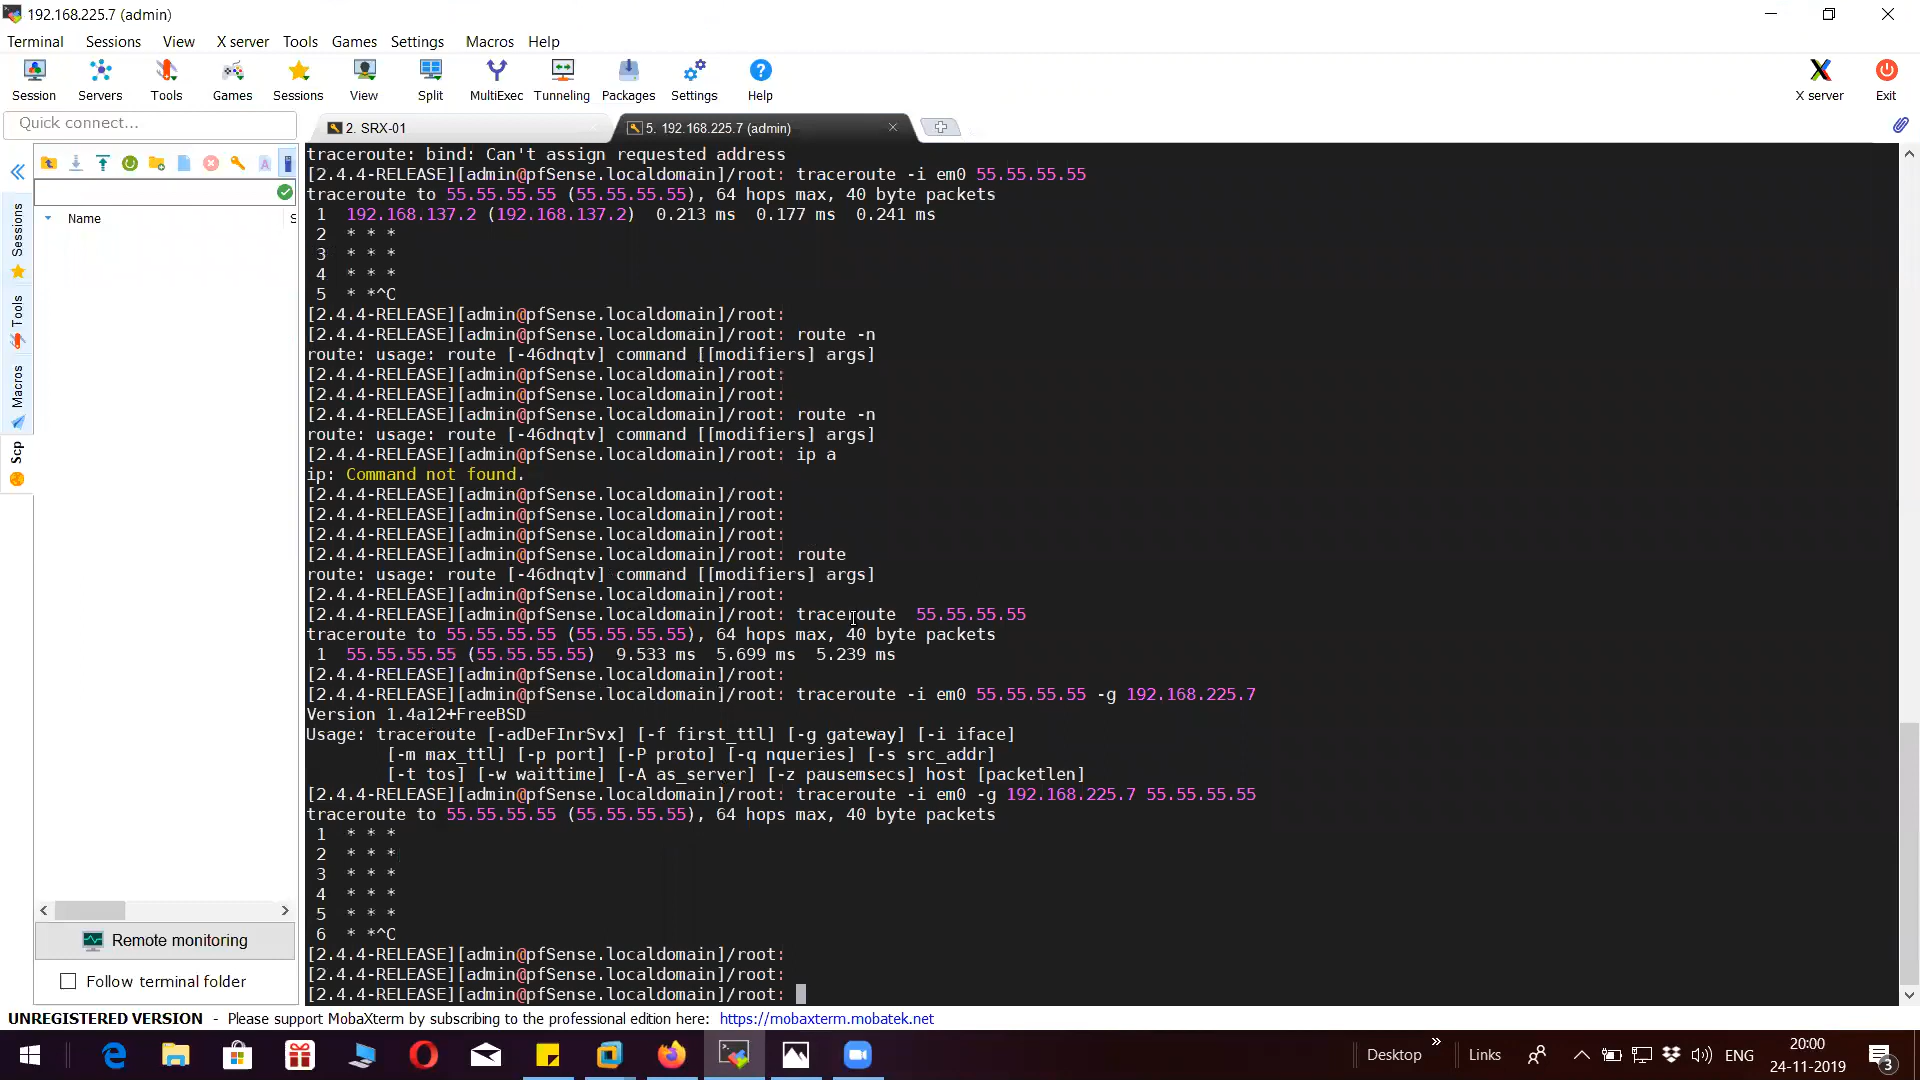 192.168.225.7 (admin)
Terminal Sessions View X server Tools Games Settings Macros Help
Session Servers Tools Games Sessions View Split MultiExec Tunneling Packages Settings Help X server Exit
Quick connect...
2. SRX-01
5. 192.168.225.7 (admin)
Name
S
Sessions
Tools
Macros
Scp
traceroute: bind: Can't assign requested address
[2.4.4-RELEASE][admin@pfSense.localdomain]/root: traceroute -i em0 55.55.55.55
traceroute to 55.55.55.55 (55.55.55.55), 64 hops max, 40 byte packets
1 192.168.137.2 (192.168.137.2) 0.213 ms 0.177 ms 0.241 ms
2 * * *
3 * * *
4 * * *
5 * *^C
[2.4.4-RELEASE][admin@pfSense.localdomain]/root:
[2.4.4-RELEASE][admin@pfSense.localdomain]/root: route -n
route: usage: route [-46dnqtv] command [[modifiers] args]
[2.4.4-RELEASE][admin@pfSense.localdomain]/root:
[2.4.4-RELEASE][admin@pfSense.localdomain]/root:
[2.4.4-RELEASE][admin@pfSense.localdomain]/root: route -n
route: usage: route [-46dnqtv] command [[modifiers] args]
[2.4.4-RELEASE][admin@pfSense.localdomain]/root: ip a
ip: Command not found.
[2.4.4-RELEASE][admin@pfSense.localdomain]/root:
[2.4.4-RELEASE][admin@pfSense.localdomain]/root:
[2.4.4-RELEASE][admin@pfSense.localdomain]/root:
[2.4.4-RELEASE][admin@pfSense.localdomain]/root: route
route: usage: route [-46dnqtv] command [[modifiers] args]
[2.4.4-RELEASE][admin@pfSense.localdomain]/root:
[2.4.4-RELEASE][admin@pfSense.localdomain]/root: traceroute  55.55.55.55
traceroute to 55.55.55.55 (55.55.55.55), 64 hops max, 40 byte packets
1 55.55.55.55 (55.55.55.55) 9.533 ms 5.699 ms 5.239 ms
[2.4.4-RELEASE][admin@pfSense.localdomain]/root:
[2.4.4-RELEASE][admin@pfSense.localdomain]/root: traceroute -i em0 55.55.55.55 -g 192.168.225.7
Version 1.4a12+FreeBSD
Usage: traceroute [-adDeFInrSvx] [-f first_ttl] [-g gateway] [-i iface]
[-m max_ttl] [-p port] [-P proto] [-q nqueries] [-s src_addr]
[-t tos] [-w waittime] [-A as_server] [-z pausemsecs] host [packetlen]
[2.4.4-RELEASE][admin@pfSense.localdomain]/root: traceroute -i em0 -g 192.168.225.7 55.55.55.55
traceroute to 55.55.55.55 (55.55.55.55), 64 hops max, 40 byte packets
1 * * *
2 * * *
3 * * *
4 * * *
5 * * *
6 * *^C
[2.4.4-RELEASE][admin@pfSense.localdomain]/root:
[2.4.4-RELEASE][admin@pfSense.localdomain]/root:
[2.4.4-RELEASE][admin@pfSense.localdomain]/root:
Remote monitoring
Follow terminal folder
UNREGISTERED VERSION - Please support MobaXterm by subscribing to the professional edition here: https://mobaxterm.mobatek.net
Desktop
Links
ENG
20:00
24-11-2019
3